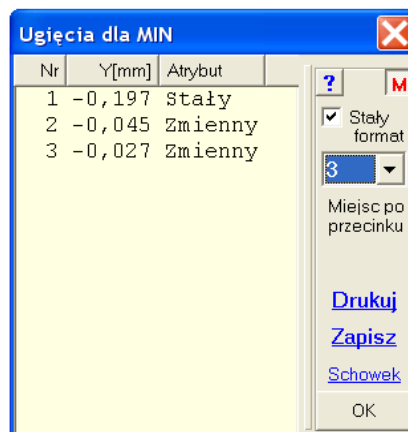 Ugięcia dla MIN
Nr Y[mm] Atrybut
1 -0,197 Stały
2 -0,045 Zmienny
3 -0,027 Zmienny
? M
Stały
format
3
Miejsc po
przecinku
Drukuj
Zapisz
Schowek
OK